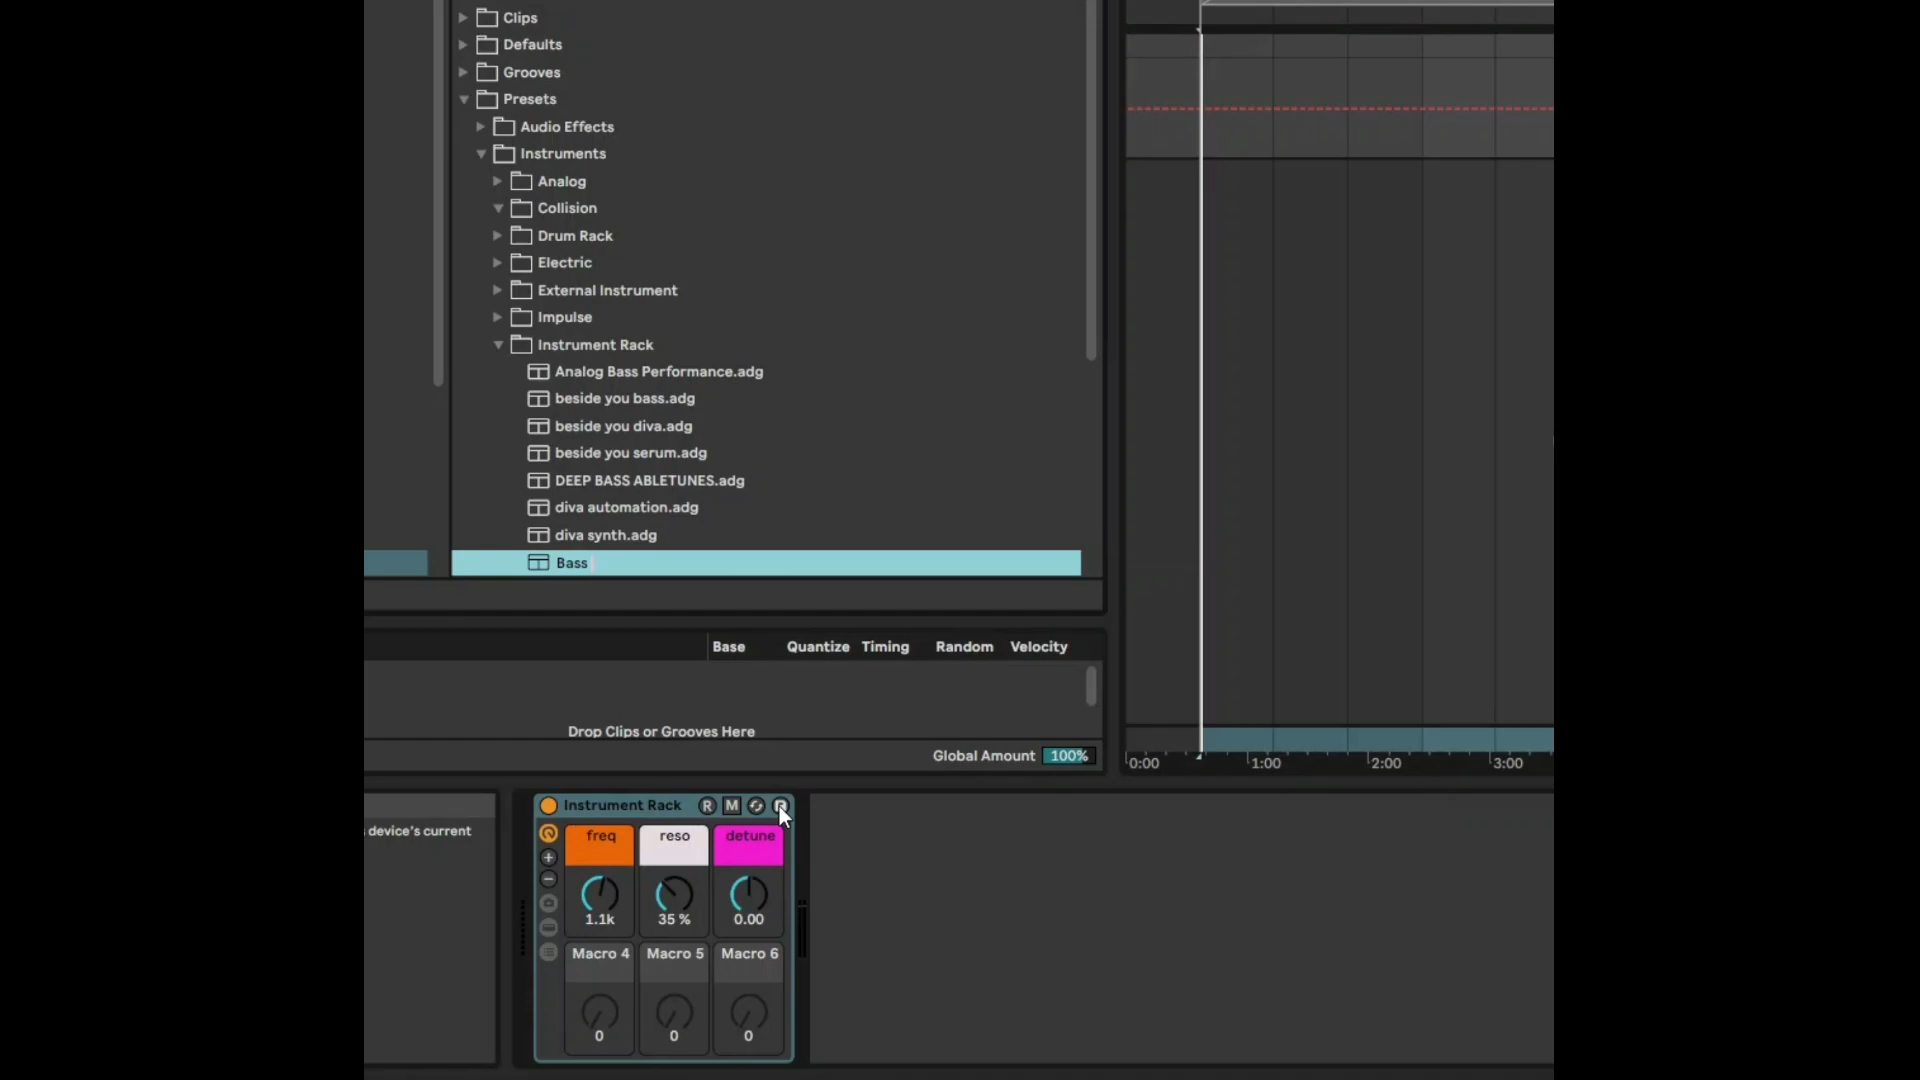 Clips
Defaults
Grooves
Presets
Audio Effects
Instruments
Analog
Collision
Drum Rack
Electric
External Instrument
Impulse
Instrument Rack
Analog Bass Performance.adg
beside you bass.adg
beside you diva.adg
beside you serum.adg
DEEP BASS ABLETUNES.adg
diva automation.adg
diva synth.adg
Bass
Base Quantize Timing Random Velocity
Drop Clips or Grooves Here
Global Amount 100%
0:00 1:00 2:00 3:00
device's current
Instrument Rack R M
freq reso detune
1.1k 35 % 0.00
Macro 4 Macro 5 Macro 6
0 0 0